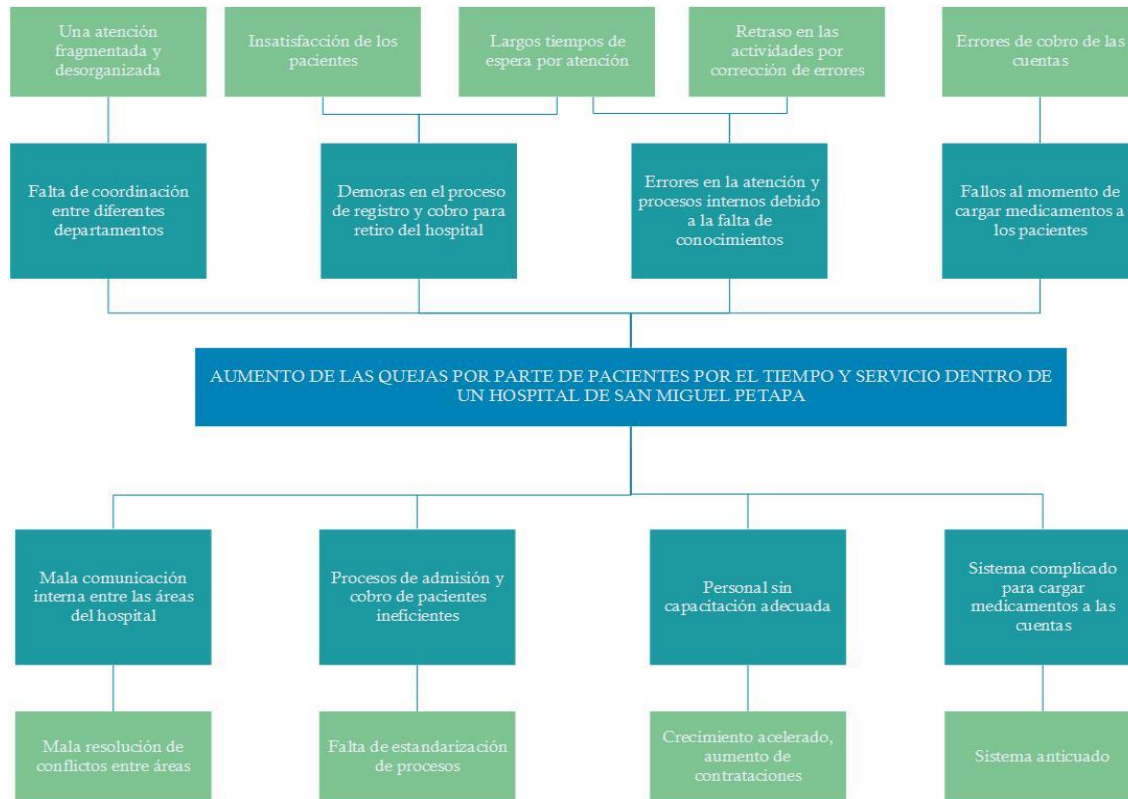 Una atención
fragmentada y
desorganizada
Insatisfacción de los
pacientes
Largos tiempos de
espera por atención
Retraso en las
actividades por
corrección de errores
Errores de cobro de las
cuentas
Falta de coordinación
entre diferentes
departamentos
Demoras en el proceso
de registro y cobro para
retiro del hospital
Errores en la atención y
procesos internos debido
a la falta de
conocimientos
Fallos al momento de
cargar medicamentos a
los pacientes
AUMENTO DE LAS QUEJAS POR PARTE DE PACIENTES POR EL TIEMPO Y SERVICIO DENTRO DE
UN HOSPITAL DE SAN MIGUEL PETAPA
Mala comunicación
interna entre las áreas
del hospital
Procesos de admisión y
cobro de pacientes
ineficientes
Personal sin
capacitación adecuada
Sistema complicado
para cargar
medicamentos a las
cuentas
Mala resolución de
conflictos entre áreas
Falta de estandarización
de procesos
Crecimiento acelerado,
aumento de
contrataciones
Sistema anticuado